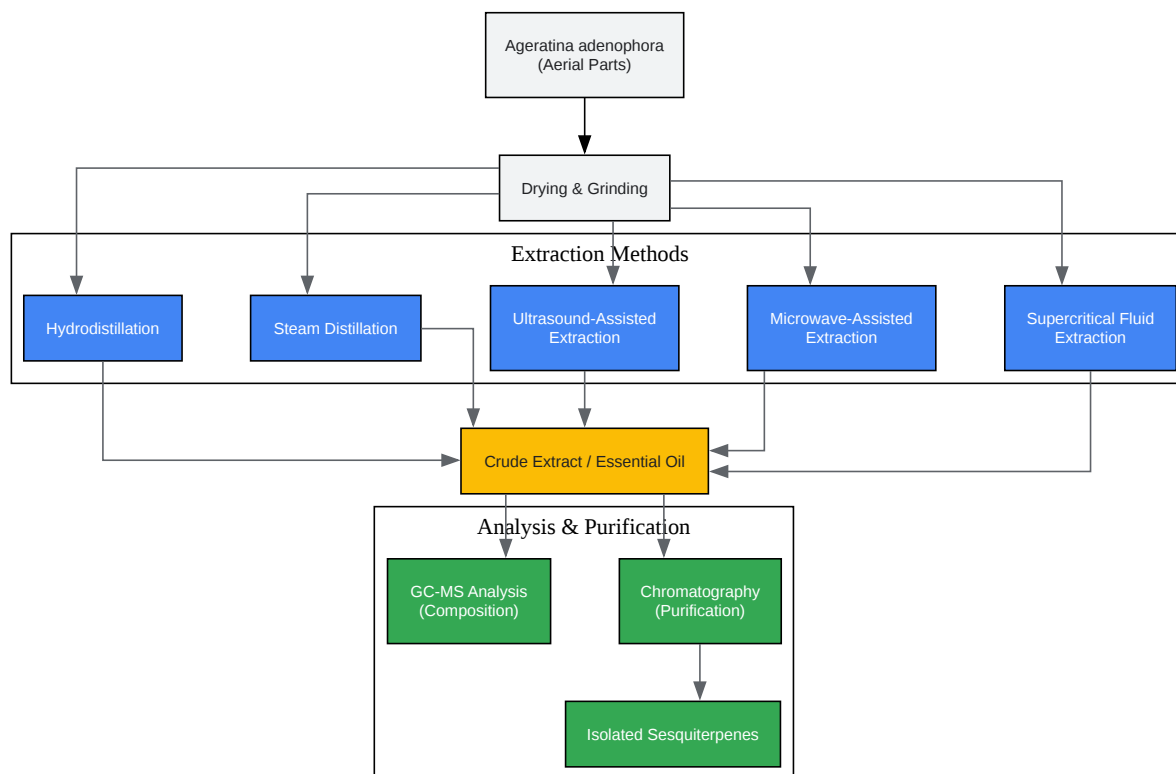 Ageratina adenophora
(Aerial Parts)
Drying & Grinding
Extraction Methods
Hydrodistillation
Steam Distillation
Ultrasound-Assisted
Extraction
Microwave-Assisted
Extraction
Supercritical Fluid
Extraction
Crude Extract / Essential Oil
Analysis & Purification
GC-MS Analysis
(Composition)
Chromatography
(Purification)
Isolated Sesquiterpenes